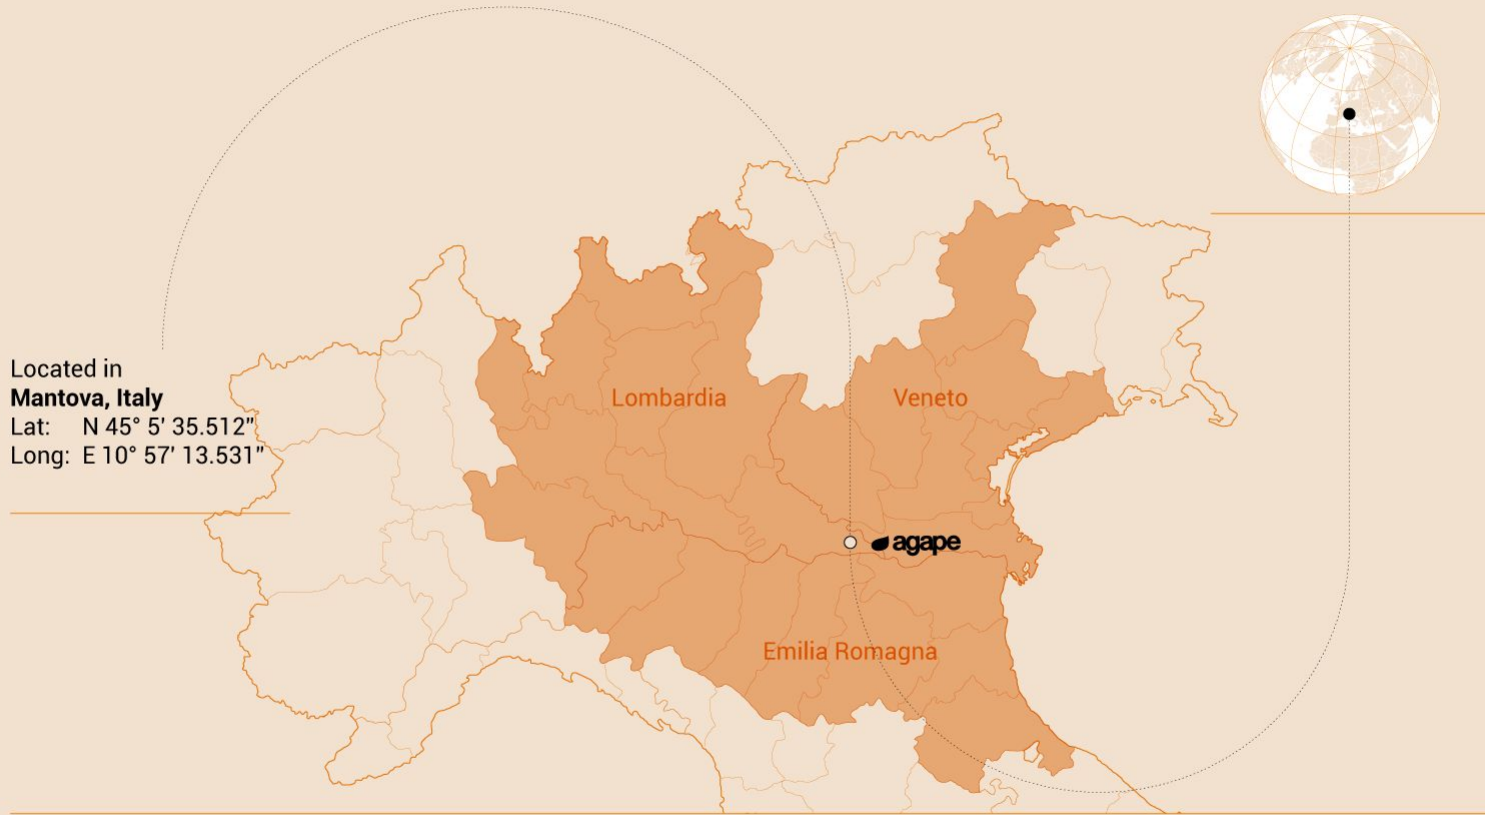 Located in
Mantova, Italy
Lat: N 45° 5' 35.512"
Long: E 10° 57' 13.531"
Lombardia
Veneto
agape
Emilia Romagna